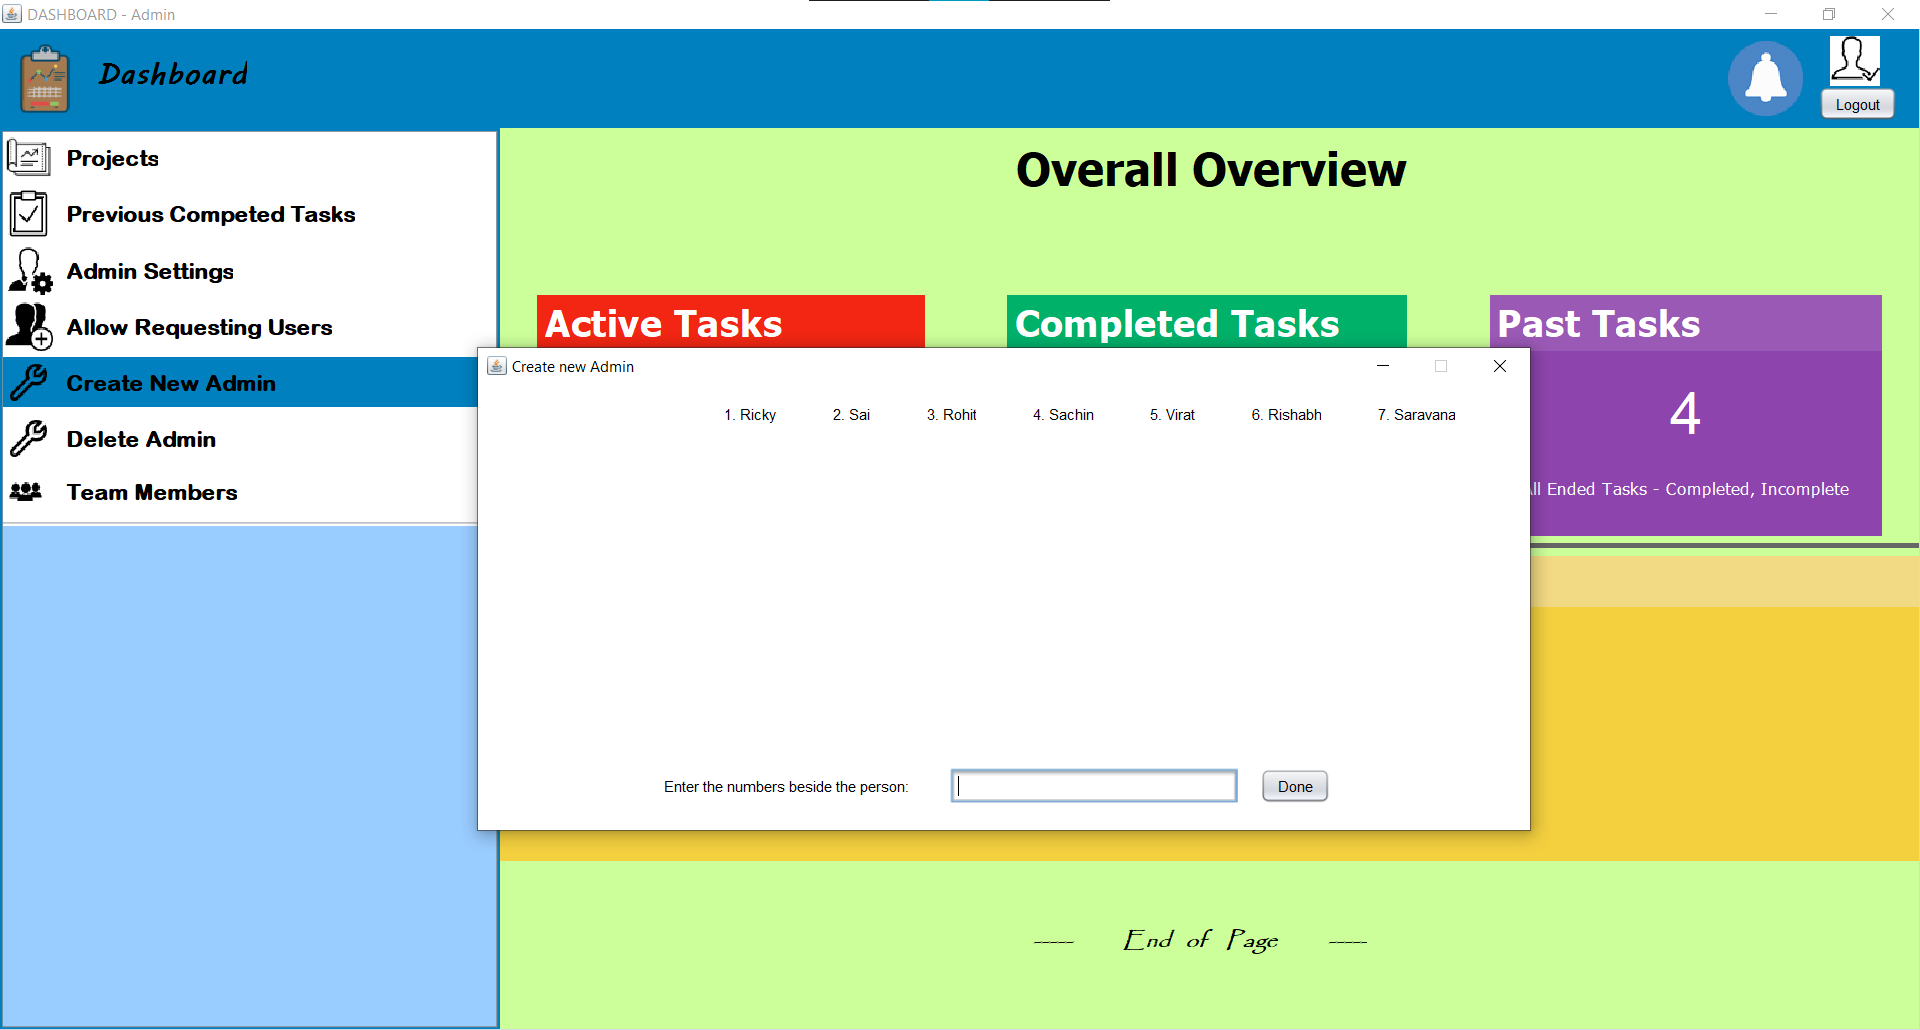 DASHBOARD - Admin
Dashboard
Logout
Projects
Previous Competed Tasks
Admin Settings
Allow Requesting Users
Create New Admin
Delete Admin
Team Members
Overall Overview
Active Tasks
Completed Tasks
Past Tasks
4
ll Ended Tasks - Completed, Incomplete
Create new Admin
1. Ricky 2. Sai 3. Rohit 4. Sachin 5. Virat 6. Rishabh 7. Saravana
Enter the numbers beside the person: Done
----- End of Page -----